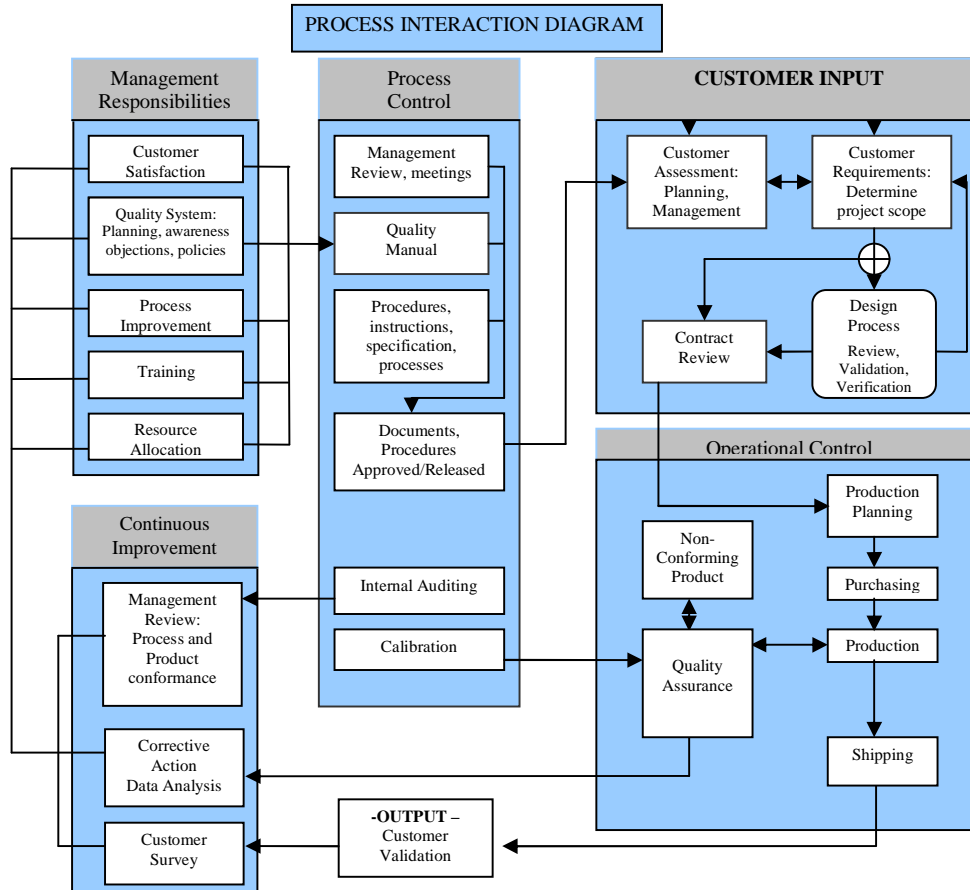 PROCESS INTERACTION DIAGRAM
Management
Responsibilities
Customer
Satisfaction
Quality System:
Planning, awareness
objections, policies
Process
Improvement
Training
Resource
Allocation
Process
Control
Management
Review, meetings
Quality
Manual
Procedures,
instructions,
specification,
processes
Documents,
Procedures
Approved/Released
Internal Auditing
Calibration
CUSTOMER INPUT
Customer
Assessment:
Planning,
Management
Customer
Requirements:
Determine
project scope
Contract
Review
Design
Process
Review,
Validation,
Verification
Operational Control
Production
Planning
Non-
Conforming
Product
Purchasing
Production
Quality
Assurance
Shipping
Continuous
Improvement
Management
Review:
Process and
Product
conformance
Corrective
Action
Data Analysis
Customer
Survey
-OUTPUT –
Customer
Validation